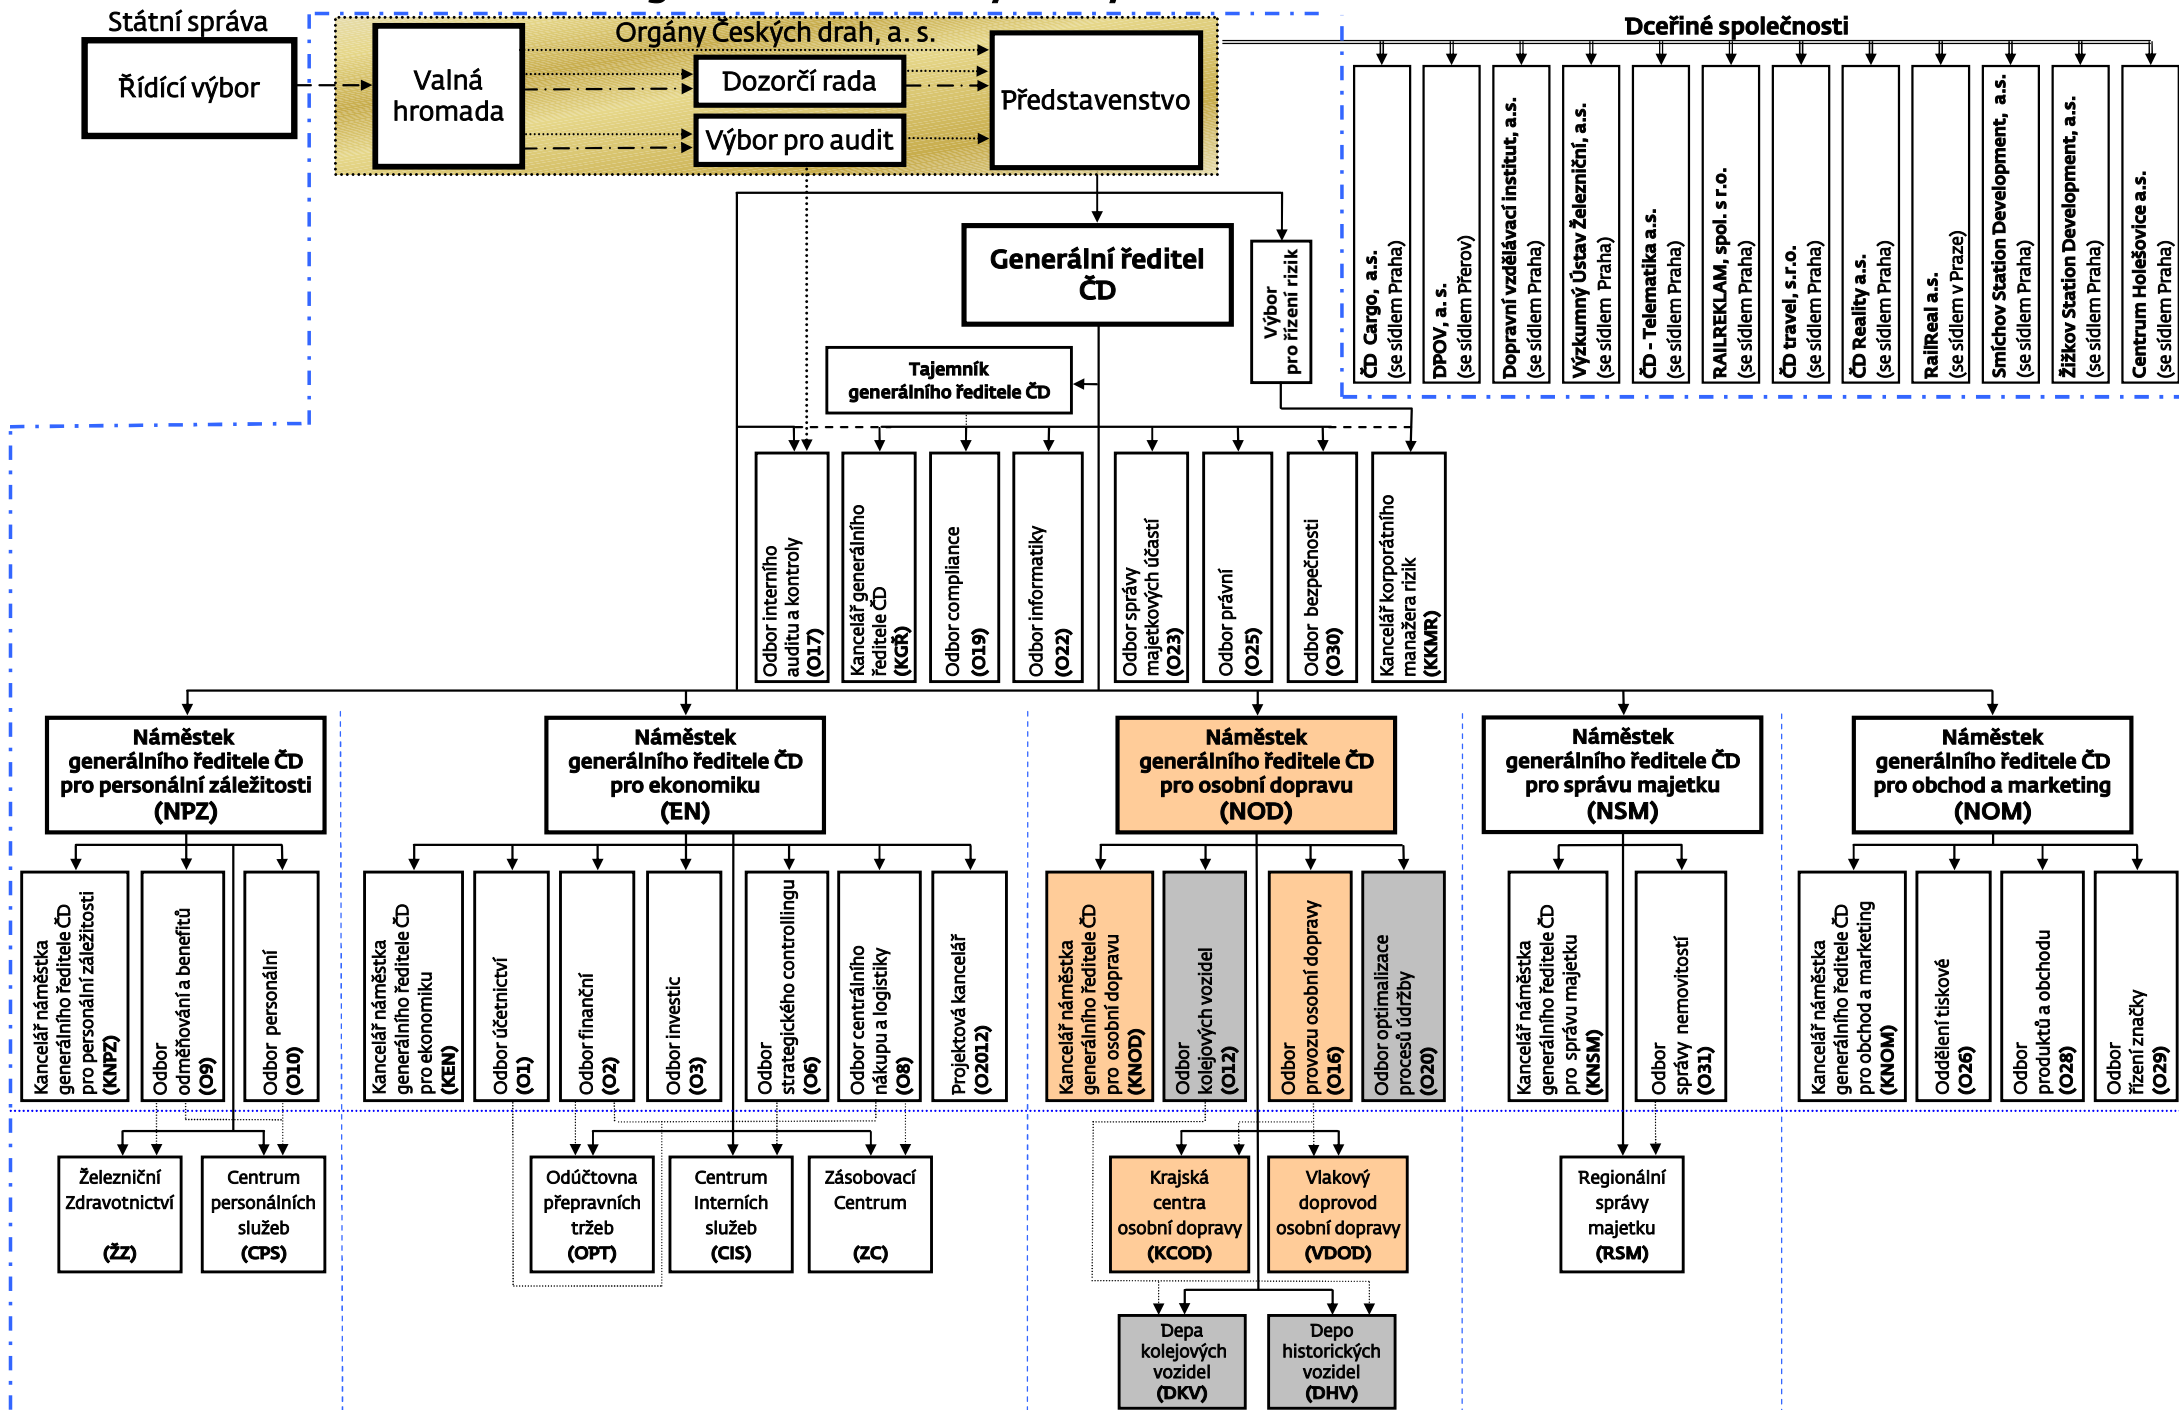 Státní správa
Řídící výbor
Orgány Českých drah, a. s.
Valná
hromada
Dozorčí rada
Výbor pro audit
Představenstvo
Dceřiné společnosti
ČD Cargo, a.s.
(se sídlem Praha)
DPOV, a. s.
(se sídlem Přerov)
Dopravní vzdělávací institut, a.s.
(se sídlem Praha)
Výzkumný Ústav Železniční, a.s.
(se sídlem Praha)
ČD - Telematika a.s.
(se sídlem Praha)
RAILREKLAM, spol. s r.o.
(se sídlem Praha)
ČD travel, s.r.o.
(se sídlem Praha)
ČD Reality a.s.
(se sídlem Praha)
RailReal a.s.
(se sídlem v Praze)
Smíchov Station Development, a.s.
(se sídlem Praha)
Žižkov Station Development, a.s.
(se sídlem Praha)
Centrum Holešovice a.s.
(se sídlem Praha)
Generální ředitel
ČD
Výbor
pro řízení rizik
Tajemník
generálního ředitele ČD
Odbor interního
auditu a kontroly
(O17)
Kancelář generálního
ředitele ČD
(KGŘ)
Odbor compliance
(O19)
Odbor informatiky
(O22)
Odbor správy
majetkových účastí
(O23)
Odbor právní
(O25)
Odbor bezpečnosti
(O30)
Kancelář korporátního
manažera rizik
(KKMR)
Náměstek
generálního ředitele ČD
pro personální záležitosti
(NPZ)
Náměstek
generálního ředitele ČD
pro ekonomiku
(EN)
Náměstek
generálního ředitele ČD
pro osobní dopravu
(NOD)
Náměstek
generálního ředitele ČD
pro správu majetku
(NSM)
Náměstek
generálního ředitele ČD
pro obchod a marketing
(NOM)
Kancelář náměstka
generálního ředitele ČD
pro personální záležitosti
(KNPZ)
Odbor
odměňování a benefitů
(O9)
Odbor personální
(O10)
Kancelář náměstka
generálního ředitele ČD
pro ekonomiku
(KEN)
Odbor účetnictví
(O1)
Odbor finanční
(O2)
Odbor investic
(O3)
Odbor
strategického controllingu
(O6)
Odbor centrálního
nákupu a logistiky
(O8)
Projektová kancelář
(O2012)
Kancelář náměstka
generálního ředitele ČD
pro osobní dopravu
(KNOD)
Odbor
kolejových vozidel
(O12)
Odbor
provozu osobní dopravy
(O16)
Odbor optimalizace
procesů údržby
(O20)
Kancelář náměstka
generálního ředitele ČD
pro správu majetku
(KNSM)
Odbor
správy nemovitostí
(O31)
Kancelář náměstka
generálního ředitele ČD
pro obchod a marketing
(KNOM)
Oddělení tiskové
(O26)
Odbor
produktů a obchodu
(O28)
Odbor
řízení značky
(O29)
Železniční
Zdravotnictví
(ŽZ)
Centrum
personálních
služeb
(CPS)
Odúčtovna
přepravních
tržeb
(OPT)
Centrum
Interních
služeb
(CIS)
Zásobovací
Centrum
(ZC)
Krajská
centra
osobní dopravy
(KCOD)
Vlakový
doprovod
osobní dopravy
(VDOD)
Regionální
správy
majetku
(RSM)
Depa
kolejových
vozidel
(DKV)
Depo
historických
vozidel
(DHV)